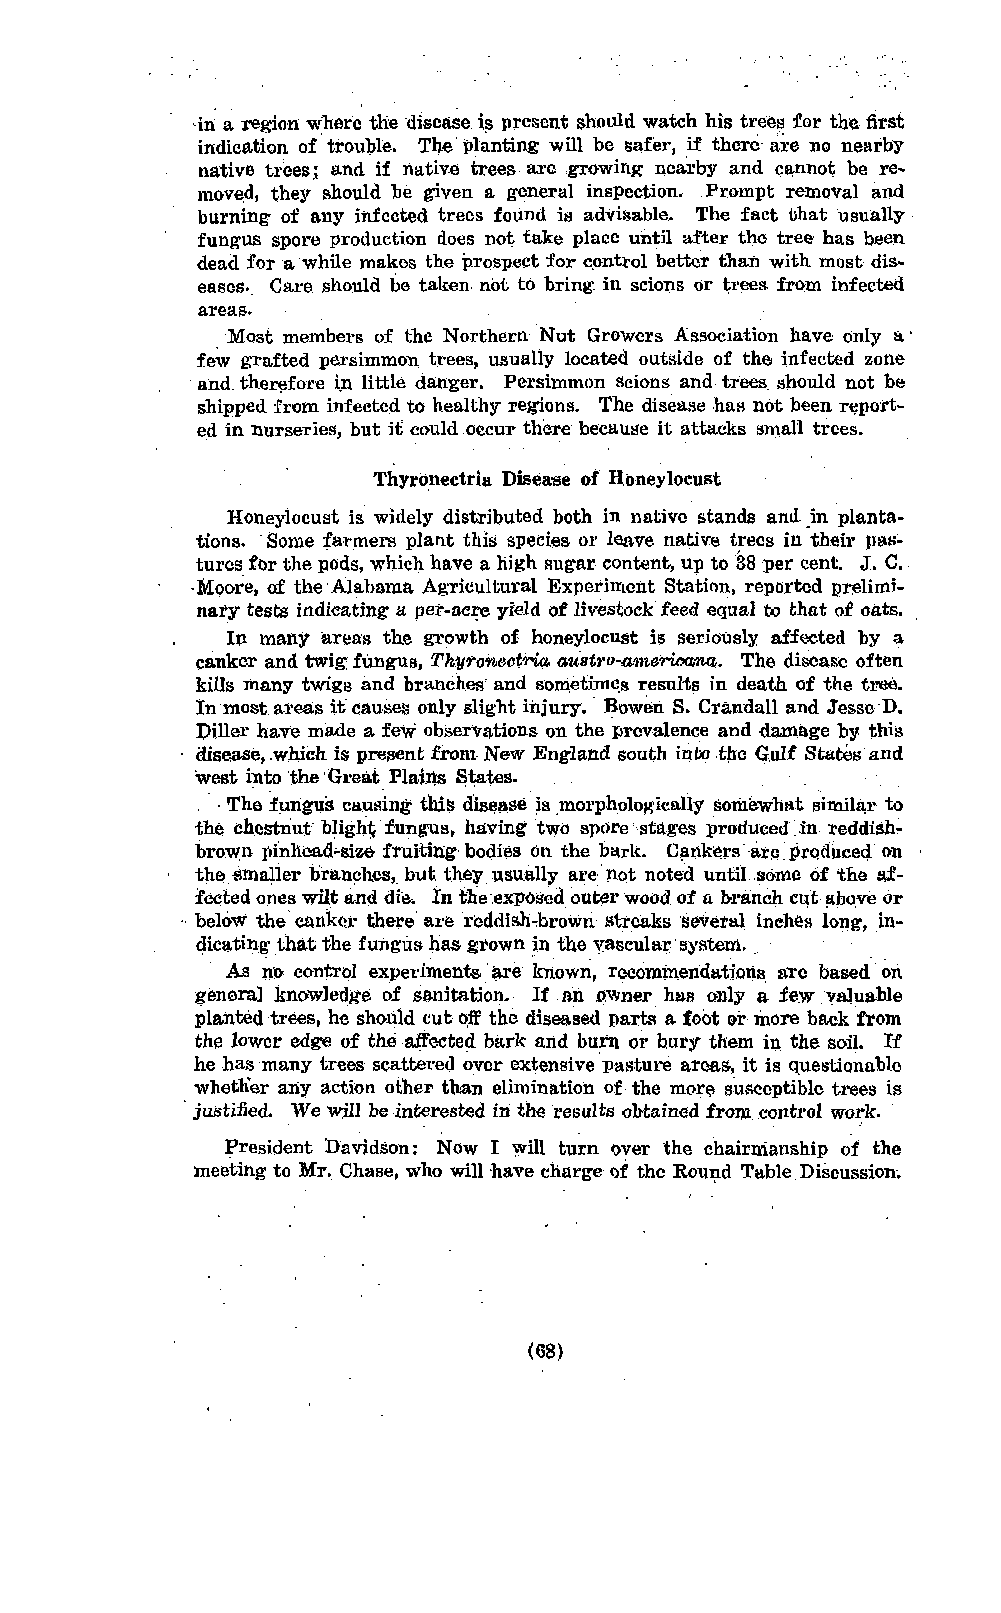 in a region where the disease is present should watch his trees for the first
indication of trouble. The planting will be safer, if there are no nearby
native trees; and if native trees are growing nearby and cannot be re-
moved, they should be given a general inspection. Prompt removal and
burning of any infected trees found is advisable. The fact that usually
fungus spore production does not take place until after the tree has been
dead for a while makes the prospect for control better than with most dis-
eases. Care should be taken not to bring in scions or trees from infected
areas.
Most members of the Northern Nut Growers Association have only a
few grafted persimmon trees, usually located outside of the infected zone
and therefore in little danger. Persimmon scions and trees should not be
shipped from infected to healthy regions. The disease has not been report-
ed in nurseries, but it could occur there because it attacks small trees.
Thyronectria Disease of Honeylocust
Honeylocust is widely distributed both in native stands and in planta-
tions. Some farmers plant this species or leave native trees in their pas-
tures for the pods, which have a high sugar content, up to 38 per cent. J. C.
Moore, of the Alabama Agricultural Experiment Station, reported prelimi-
nary tests indicating a per-acre yield of livestock feed equal to that of oats.
In many areas the growth of honeylocust is seriously affected by a
canker and twig fungus, Thyronectria austro-americana. The disease often
kills many twigs and branches and sometimes results in death of the tree.
In most areas it causes only slight injury. Bowen S. Crandall and Jesse D.
Diller have made a few observations on the prevalence and damage by this
disease, which is present from New England south into the Gulf States and
west into the Great Plains States.
The fungus causing this disease is morphologically somewhat similar to
the chestnut blight fungus, having two spore stages produced in reddish-
brown pinhead-size fruiting bodies on the bark. Cankers are produced on
the smaller branches, but they usually are not noted until some of the af-
fected ones wilt and die. In the exposed outer wood of a branch cut above or
below the canker there are reddish-brown streaks several inches long, in-
dicating that the fungus has grown in the vascular system.
As no control experiments are known, recommendations are based on
general knowledge of sanitation. If an owner has only a few valuable
planted trees, he should cut off the diseased parts a foot or more back from
the lower edge of the affected bark and burn or bury them in the soil. If
he has many trees scattered over extensive pasture areas, it is questionable
whether any action other than elimination of the more susceptible trees is
justified. We will be interested in the results obtained from control work.
President Davidson: Now I will turn over the chairmanship of the
meeting to Mr. Chase, who will have charge of the Round Table Discussion.
(68)